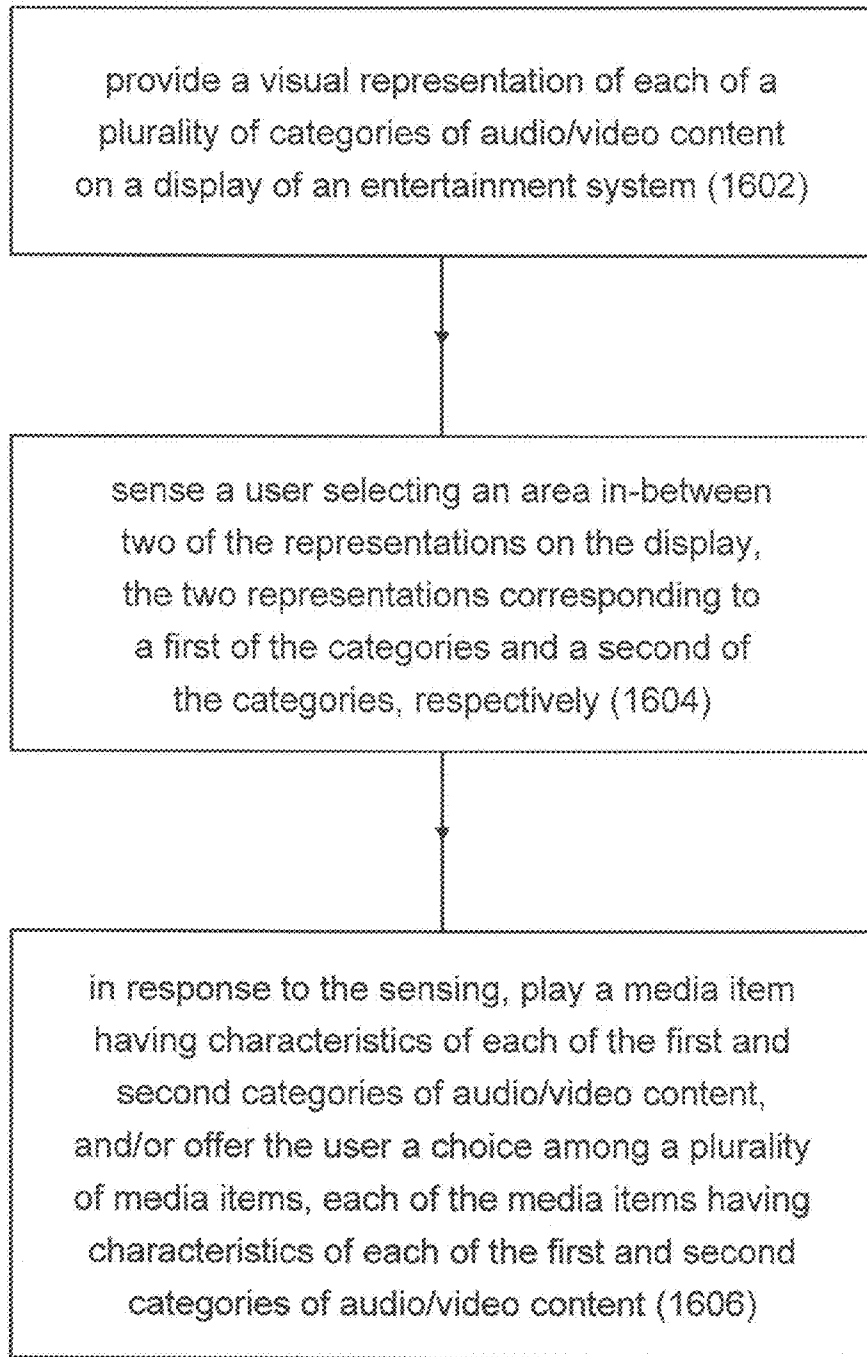 provide a visual representation of each of a
plurality of categories of audio/video content
on a display of an entertainment system (1602)
sense a user selecting an area in-between
two of the representations on the display,
the two representations corresponding to
a first of the categories and a second of
the categories, respectively (1604)
in response to the sensing, play a media item
having characteristics of each of the first and
second categories of audio/video content,
and/or offer the user a choice among a plurality
of media items, each of the media items having
characteristics of each of the first and second
categories of audio/video content (1606)